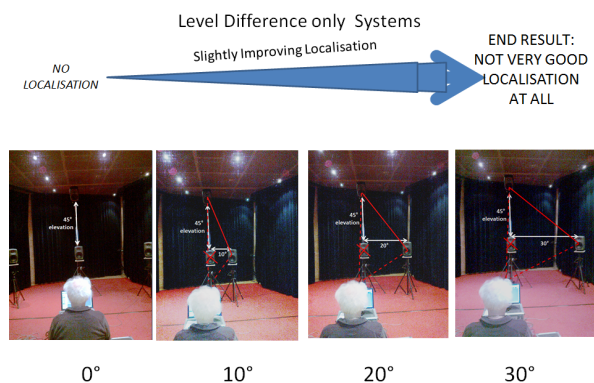 Level Difference only Systems
Slightly Improving Localisation
NO
LOCALISATION
END RESULT:
NOT VERY GOOD
LOCALISATION
AT ALL
45°
elevation
45°
elevation
10°
45°
elevation
20°
45°
elevation
30°
0°
10°
20°
30°